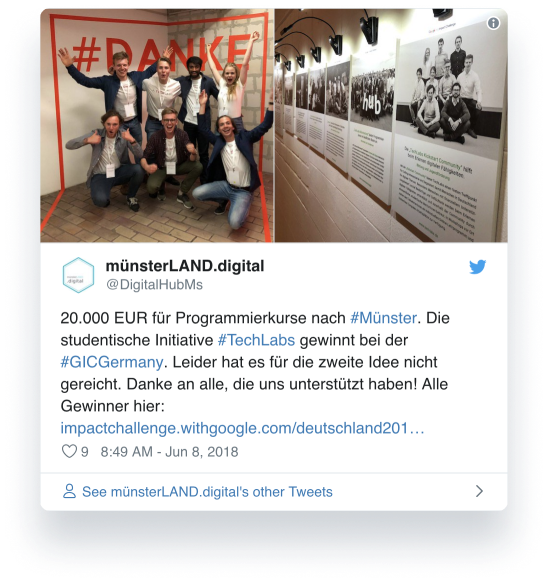 #DANKE
hub
münsterLAND.digital
@DigitalHubMs
20.000 EUR für Programmierkurse nach #Münster. Die
studentische Initiative #TechLabs gewinnt bei der
#GICGermany. Leider hat es für die zweite Idee nicht
gereicht. Danke an alle, die uns unterstützt haben! Alle
Gewinner hier:
impactchallenge.withgoogle.com/deutschland201…
9 8:49 AM - Jun 8, 2018
See münsterLAND.digital's other Tweets